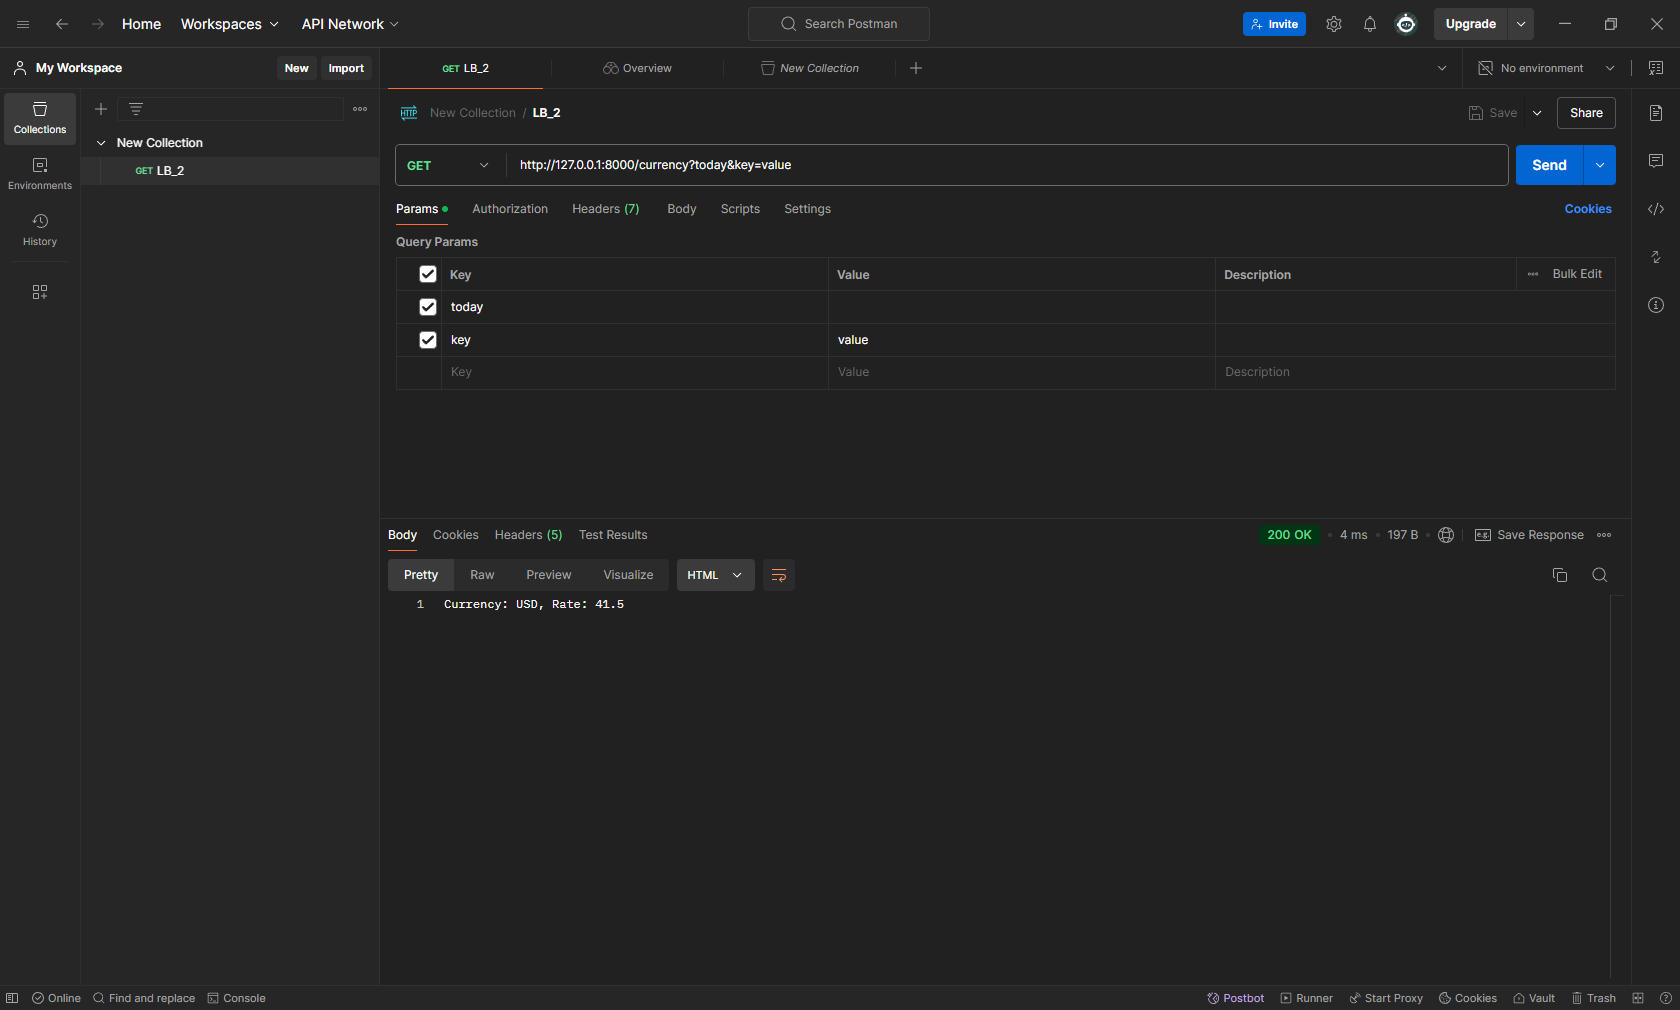 Home Workspaces API Network Search Postman Invite Upgrade
My Workspace New Import GET LB_2 Overview New Collection No environment
Collections
New Collection
GET LB_2
Environments
History
New Collection / LB_2 Save Share
GET http://127.0.0.1:8000/currency?today&key=value Send
Params Authorization Headers (7) Body Scripts Settings Cookies
Query Params
Key Value Description Bulk Edit
today
key value
Key Value Description
Body Cookies Headers (5) Test Results 200 OK 4 ms 197 B e.g. Save Response
Pretty Raw Preview Visualize HTML
1 Currency: USD, Rate: 41.5
Online Find and replace Console Postbot Runner Start Proxy Cookies Vault Trash